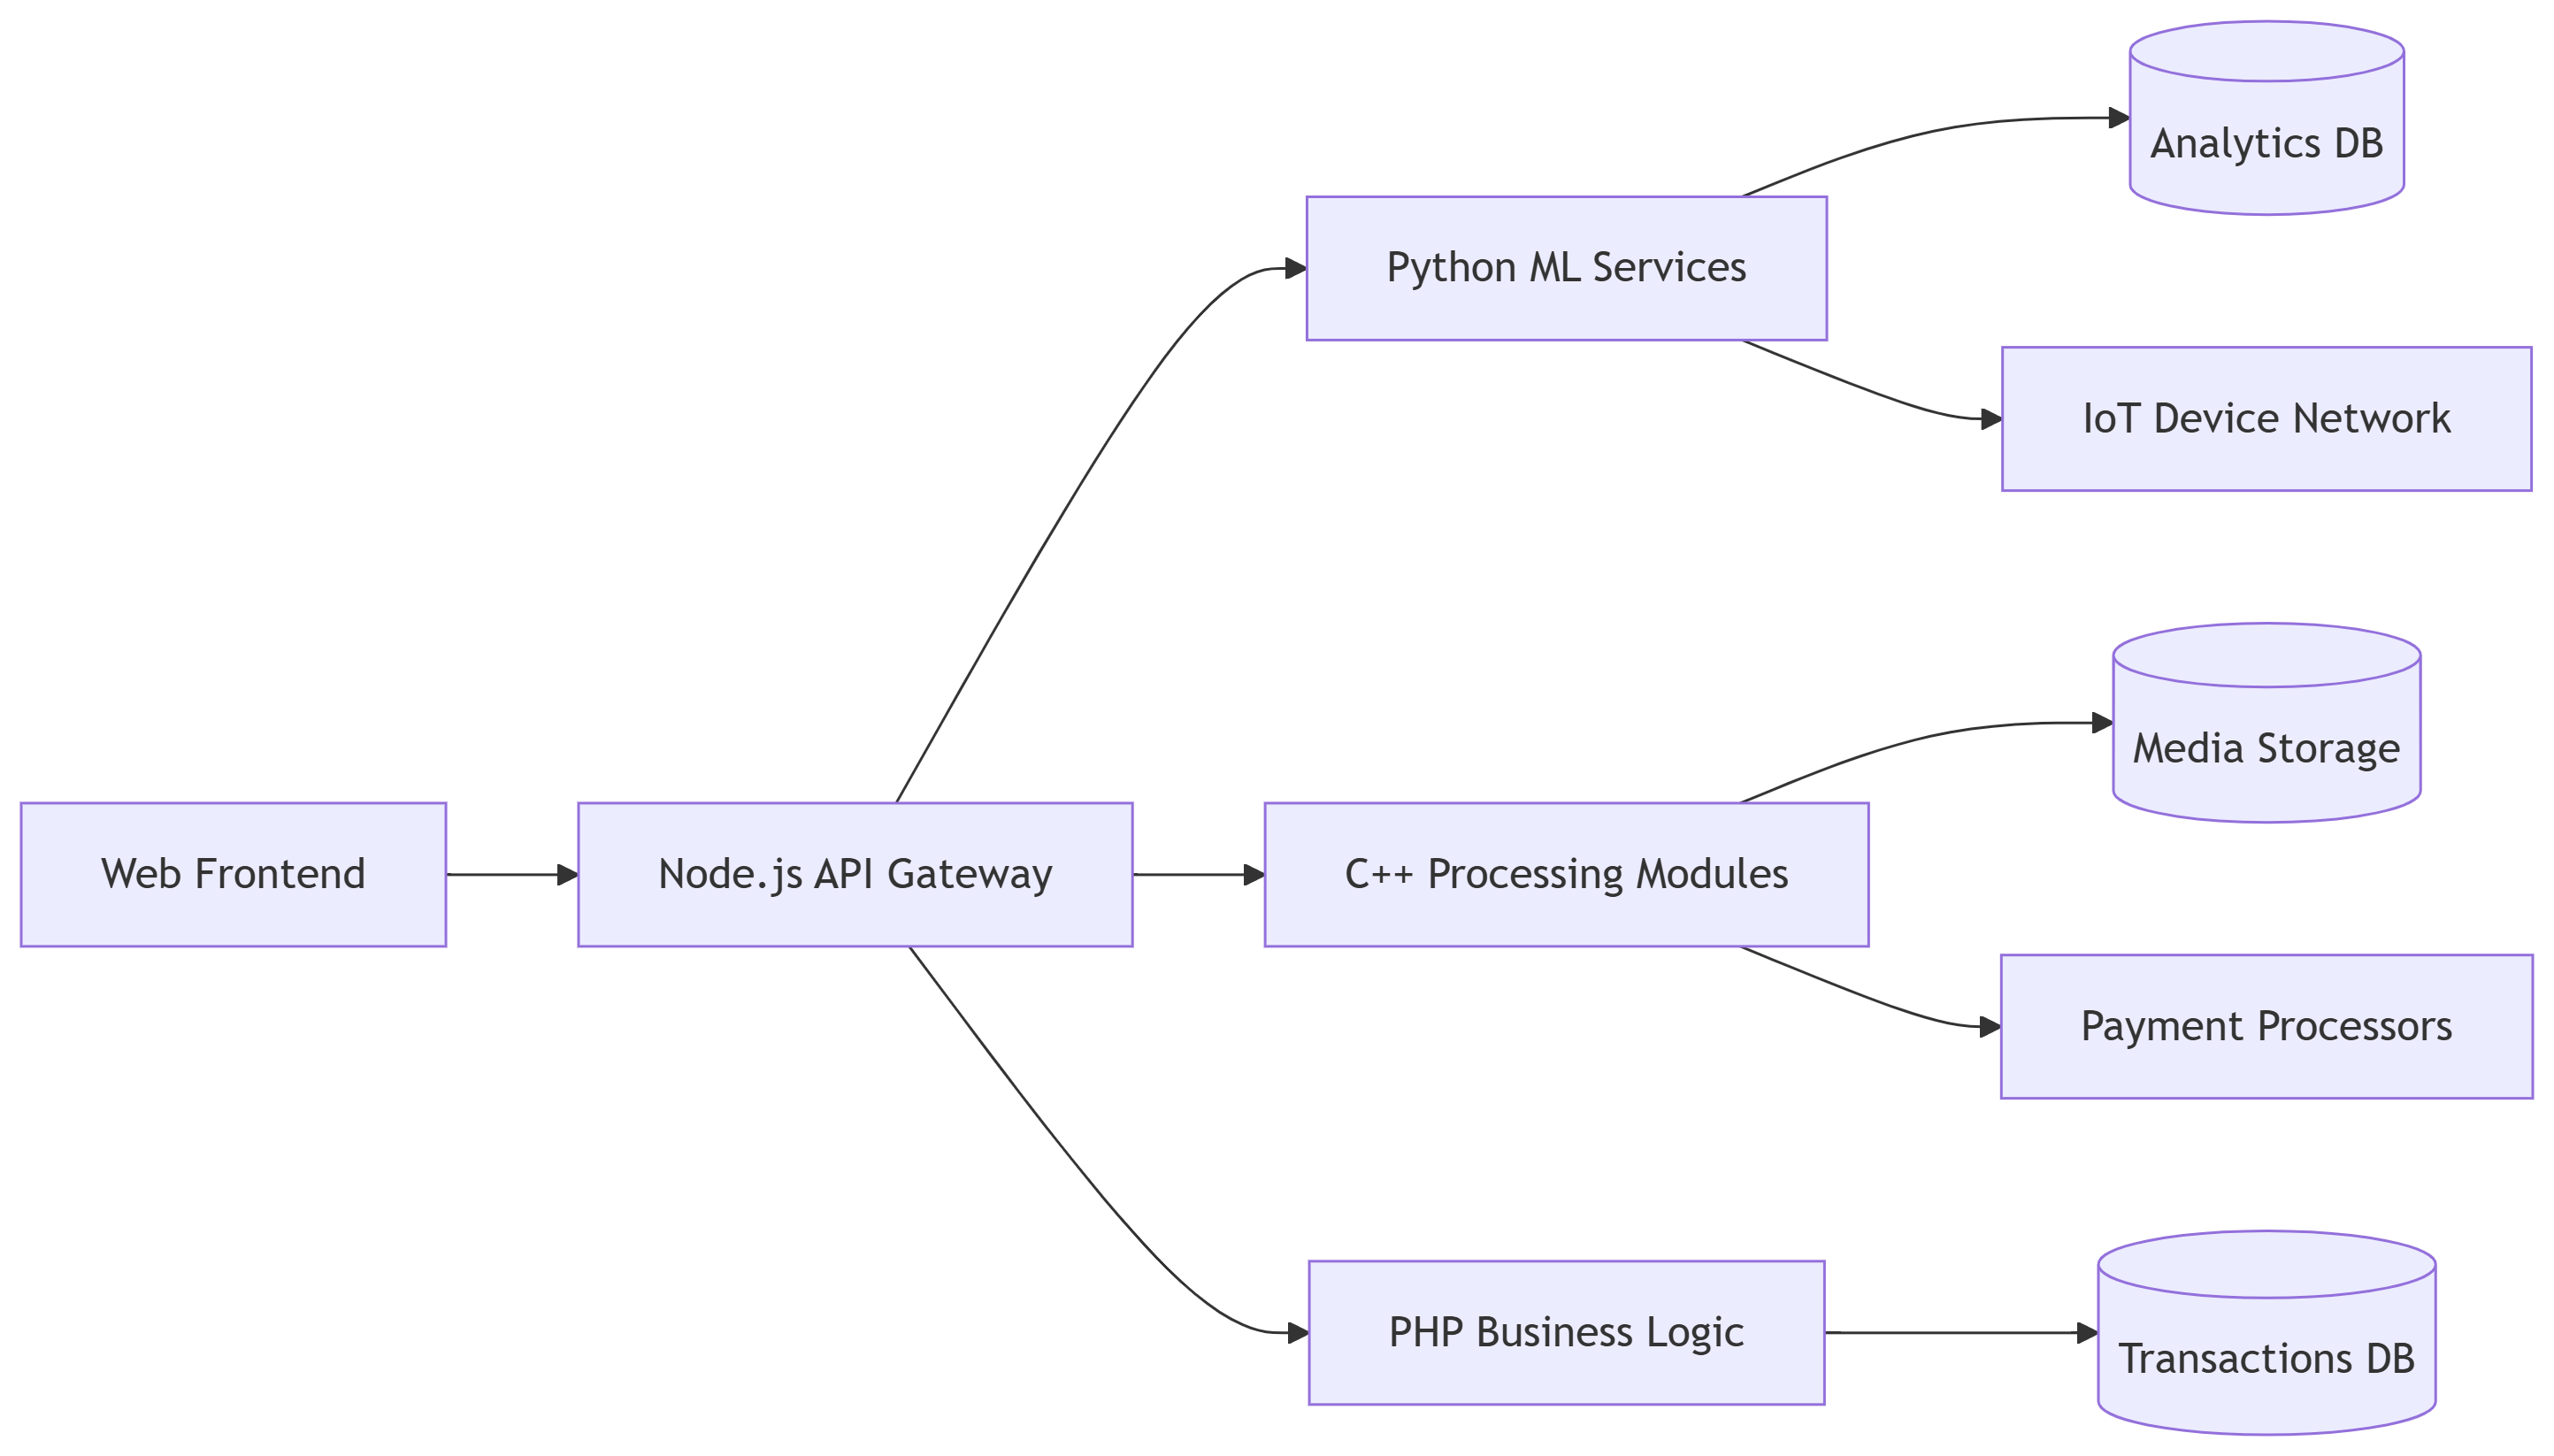 Analytics DB
Python ML Services
IoT Device Network
Media Storage
Web Frontend
Node.js API Gateway
C++ Processing Modules
Payment Processors
PHP Business Logic
Transactions DB